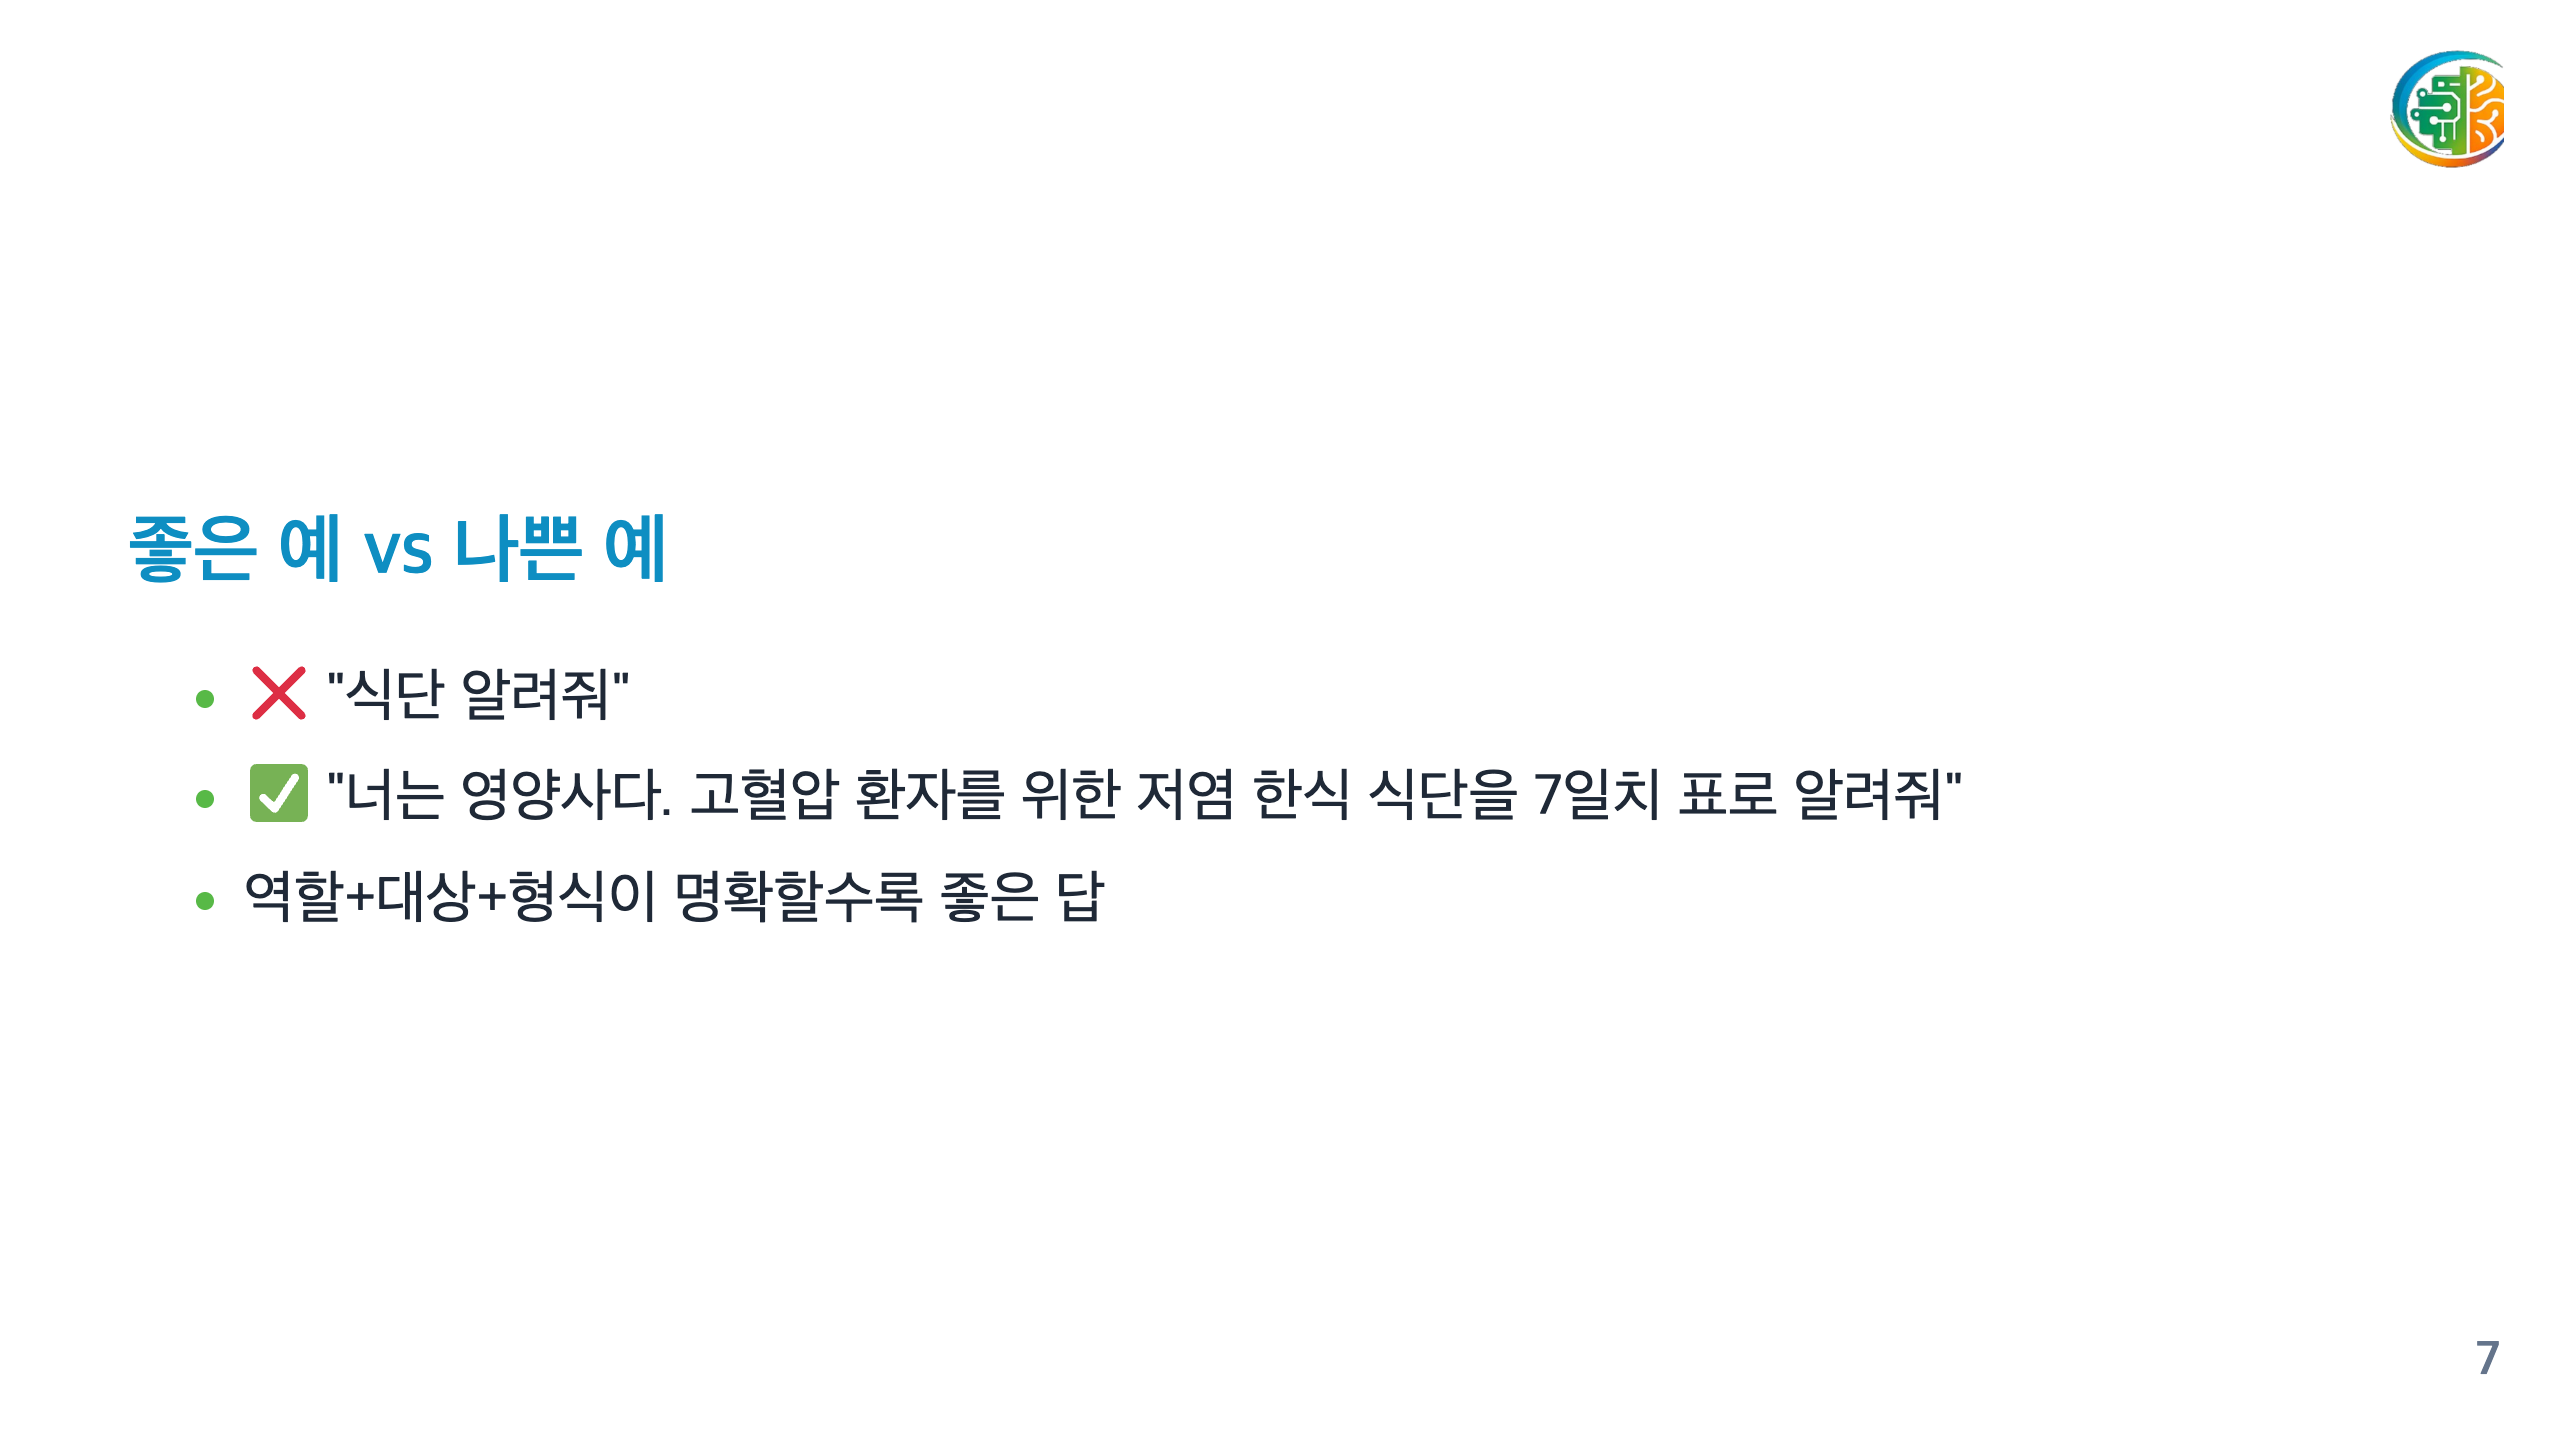 좋은 예 vs 나쁜 예
❌ "식단 알려줘"
✅ "너는 영양사다. 고혈압 환자를 위한 저염 한식 식단을 7일치 표로 알려줘"
역할+대상+형식이 명확할수록 좋은 답
7